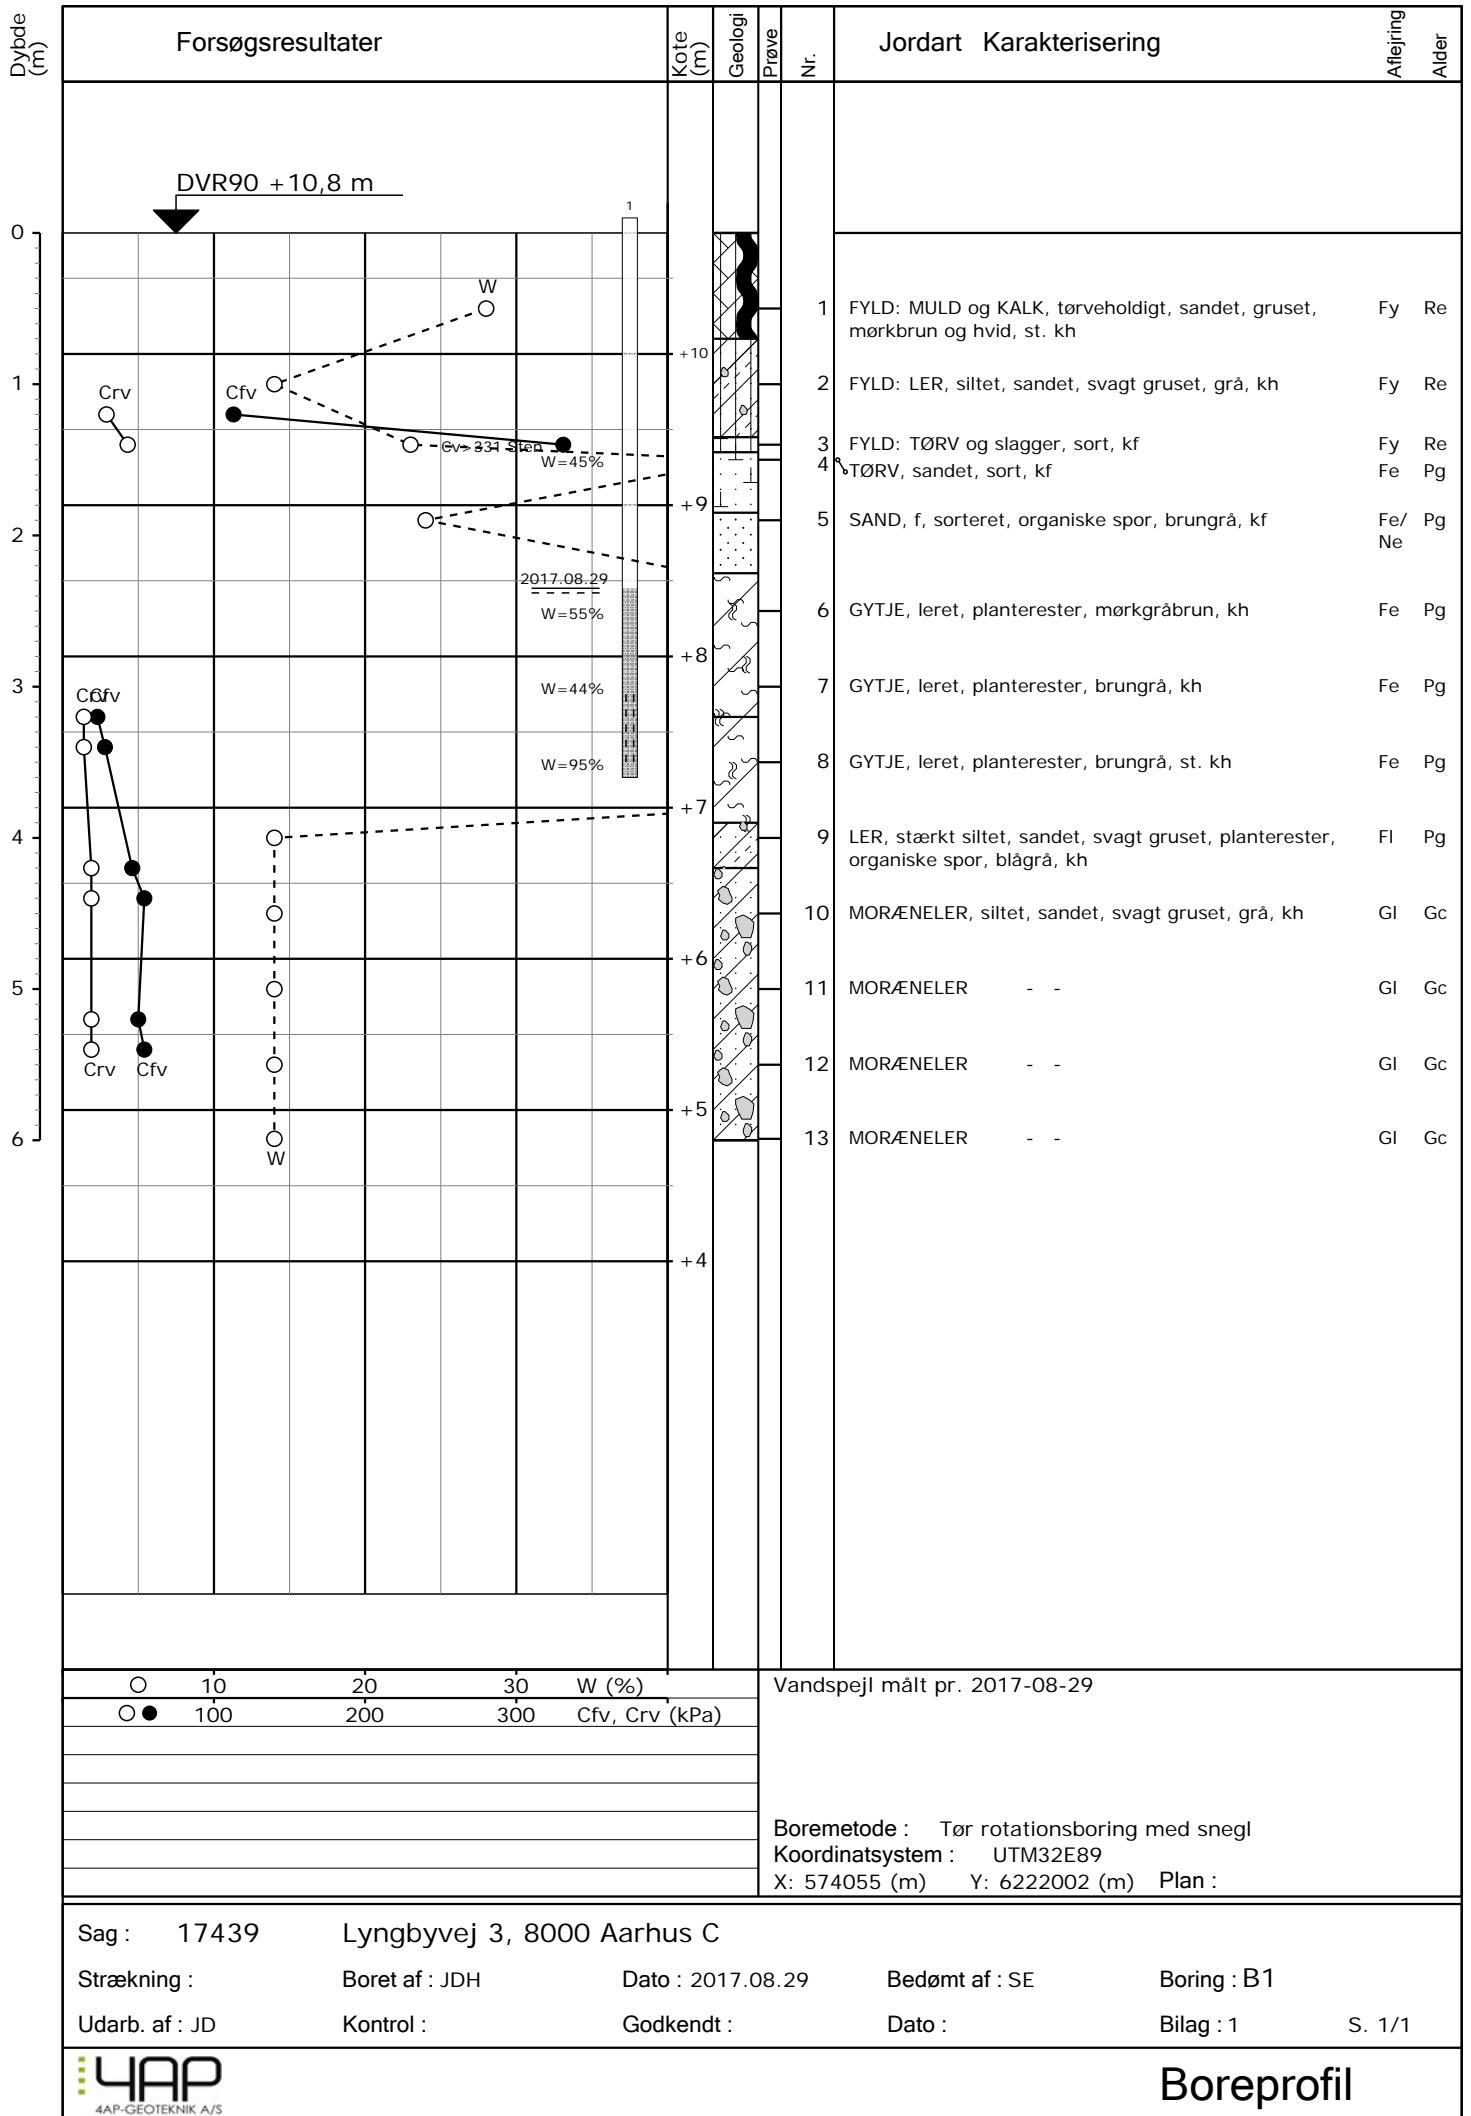 Dybde
(m)
Forsøgsresultater
Kote
(m)
Geologi
Prøve
Nr.
Jordart Karakterisering
Aflejring
Alder
DVR90 +10,8 m
1
0
W
1 FYLD: MULD og KALK, tørveholdigt, sandet, gruset, Fy Re
mørkbrun og hvid, st. kh
+10
1
Crv Cfv
2 FYLD: LER, siltet, sandet, svagt gruset, grå, kh Fy Re
Cv>331 Sten
3 FYLD: TØRV og slagger, sort, kf Fy Re
W=45%
4 TØRV, sandet, sort, kf Fe Pg
+9
2
5 SAND, f, sorteret, organiske spor, brungrå, kf Fe/ Pg
Ne
2017.08.29
W=55%
6 GYTJE, leret, planterester, mørkgråbrun, kh Fe Pg
+8
3
Crv Cfv
W=44%
7 GYTJE, leret, planterester, brungrå, kh Fe Pg
W=95%
8 GYTJE, leret, planterester, brungrå, st. kh Fe Pg
+7
4
9 LER, stærkt siltet, sandet, svagt gruset, planterester, Fl Pg
organiske spor, blågrå, kh
10 MORÆNELER, siltet, sandet, svagt gruset, grå, kh Gl Gc
+6
5
11 MORÆNELER - - Gl Gc
Crv Cfv
12 MORÆNELER - - Gl Gc
+5
6
W
13 MORÆNELER - - Gl Gc
+4
10 20 30 W (%)
100 200 300 Cfv, Crv (kPa)
Vandspejl målt pr. 2017-08-29
Boremetode : Tør rotationsboring med snegl
Koordinatsystem : UTM32E89
X: 574055 (m) Y: 6222002 (m) Plan :
Sag : 17439 Lyngbyvej 3, 8000 Aarhus C
Strækning : Boret af : JDH Dato : 2017.08.29 Bedømt af : SE Boring : B1
Udarb. af : JD Kontrol : Godkendt : Dato : Bilag : 1 S. 1/1
4AP
4AP-GEOTEKNIK A/S
Boreprofil